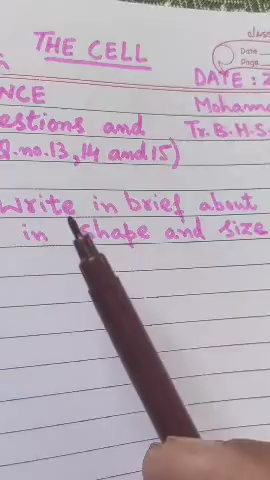 THE CELL
Date
Page
DATE :
NCE
Mohamm
estions and
Tr. B.H.S.
Q.no.13, 14 and 15)
Write in brief about
in shape and size